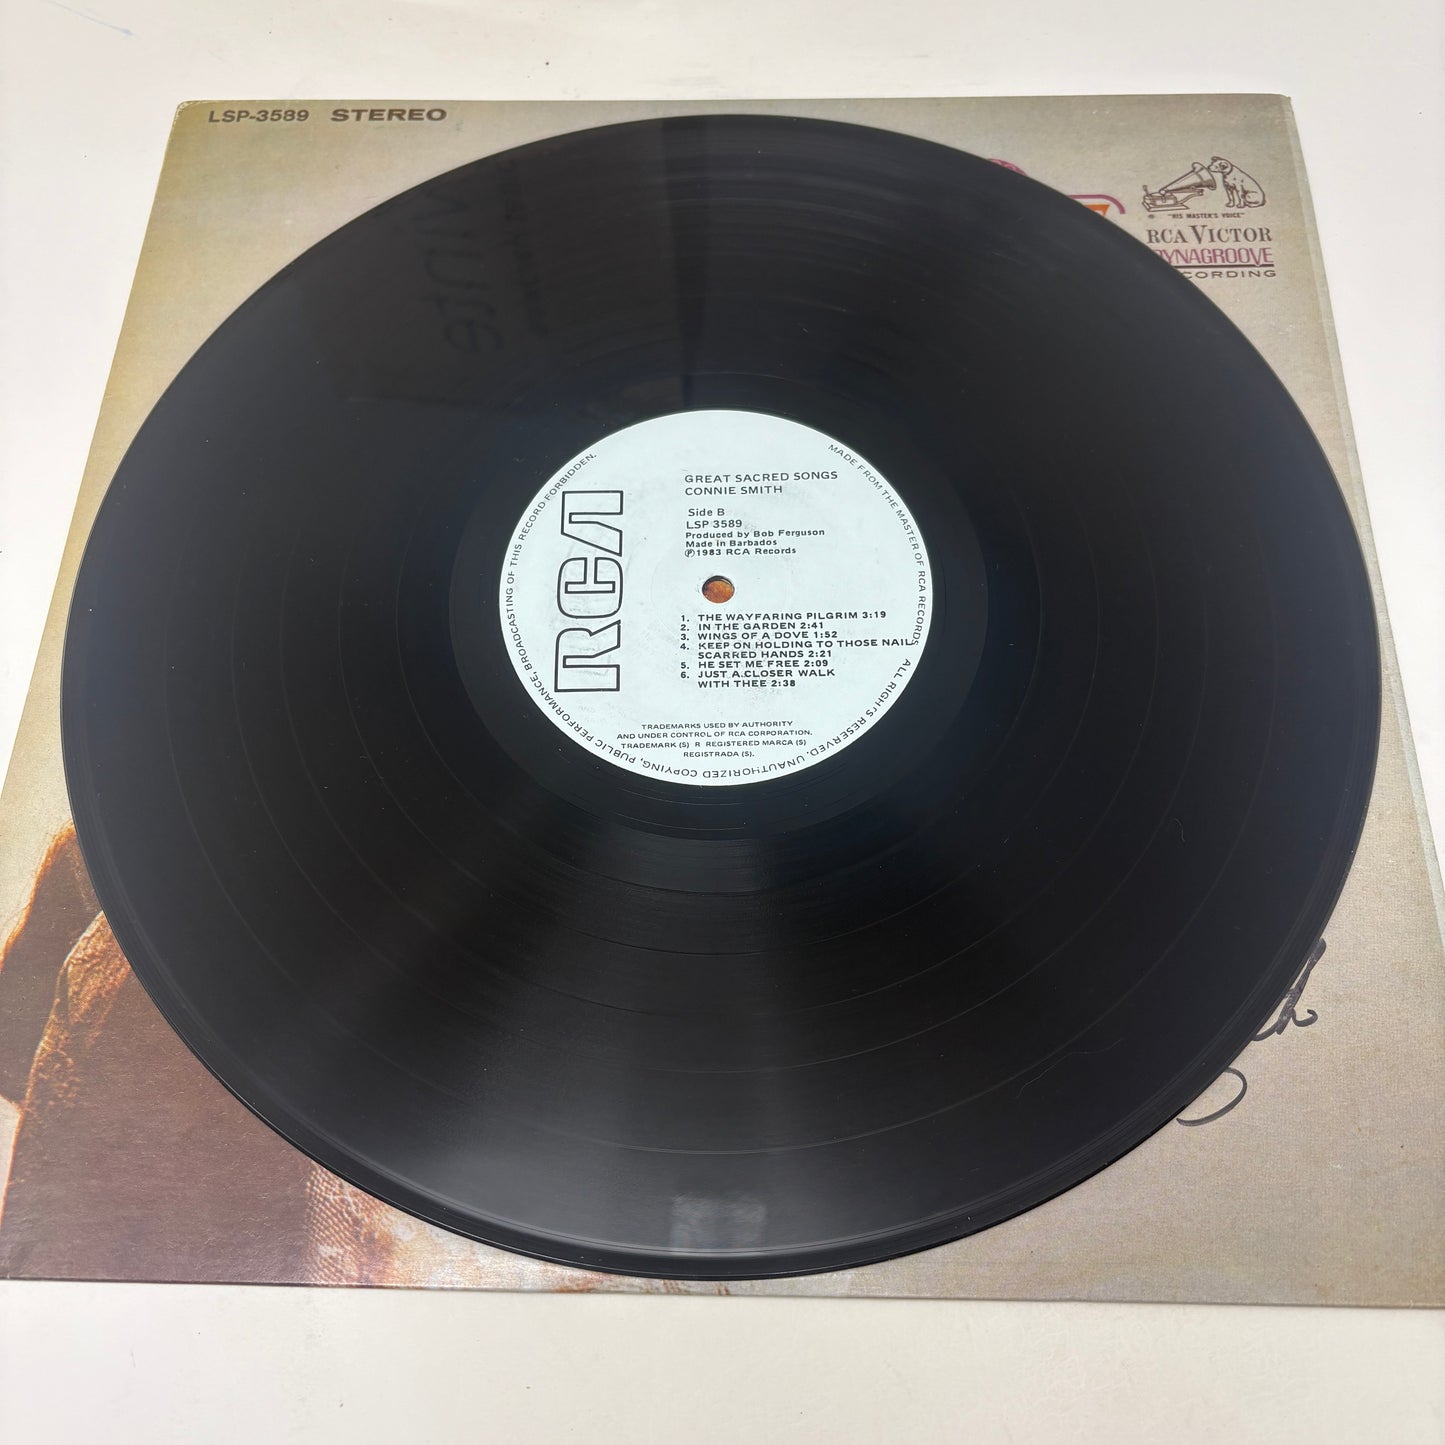 LSP-3589 STEREO
"HIS MASTER'S VOICE"
RCA VICTOR
DYNAGROOVE
CORDING
MADE FROM THE MASTER OF RCA RECORDS
ALL RIGHTS RESERVED. UNAUTHORIZED COPYING, PUBLIC PERFORMANCE, BROADCASTING OF THIS RECORD FORBIDDEN.
RCA
GREAT SACRED SONGS
CONNIE SMITH
Side B
LSP 3589
Produced by Bob Ferguson
Made in Barbados
℗1983 RCA Records
1. THE WAYFARING PILGRIM 3:19
2. IN THE GARDEN 2:41
3. WINGS OF A DOVE 1:52
4. KEEP ON HOLDING TO THOSE NAIL
SCARRED HANDS 2:21
5. HE SET ME FREE 2:09
6. JUST A CLOSER WALK
WITH THEE 2:38
TRADEMARKS USED BY AUTHORITY
AND UNDER CONTROL OF RCA CORPORATION.
TRADEMARK (S) R REGISTERED MARCA (S)
REGISTRADA (S).